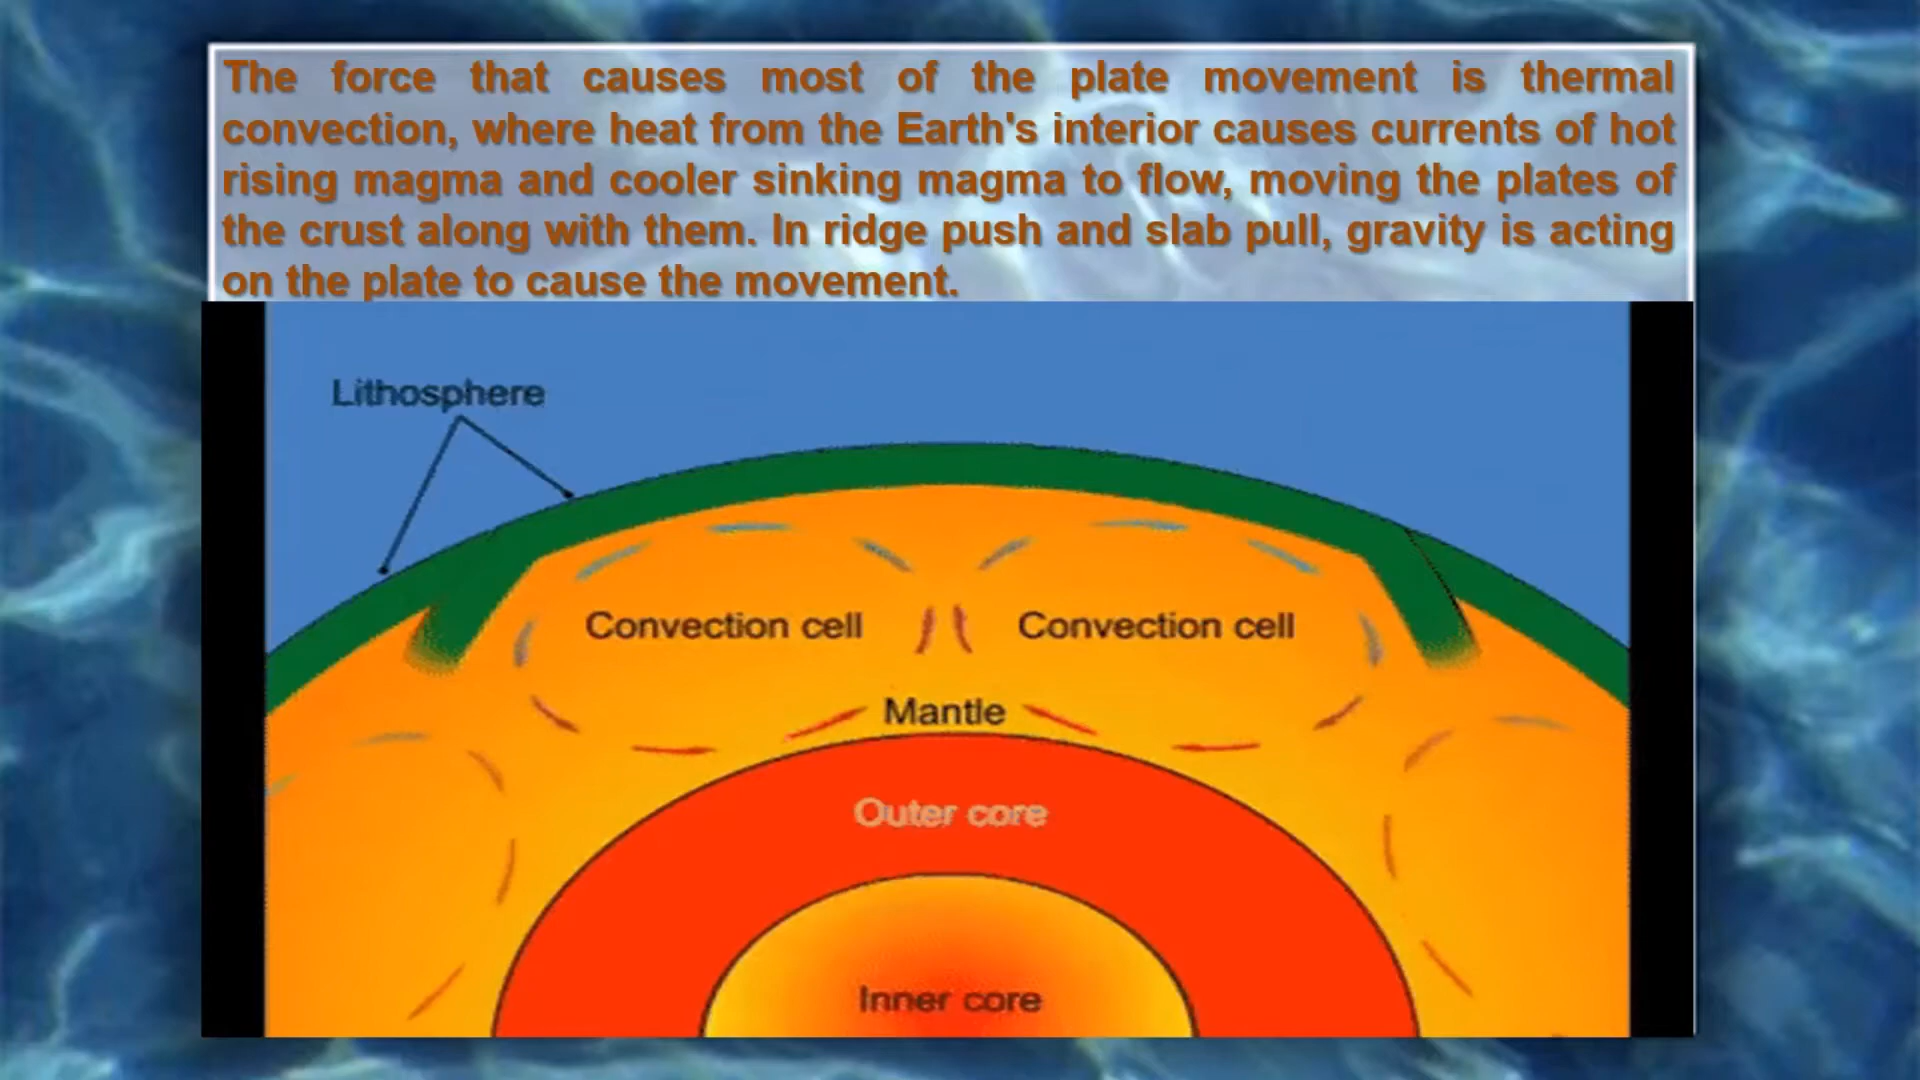 The force that causes most of the plate movement is thermal
convection, where heat from the Earth's interior causes currents of hot
rising magma and cooler sinking magma to flow, moving the plates of
the crust along with them. In ridge push and slab pull, gravity is acting
on the plate to cause the movement.
Lithosphere
Convection cell
Convection cell
Mantle
Outer core
Inner core